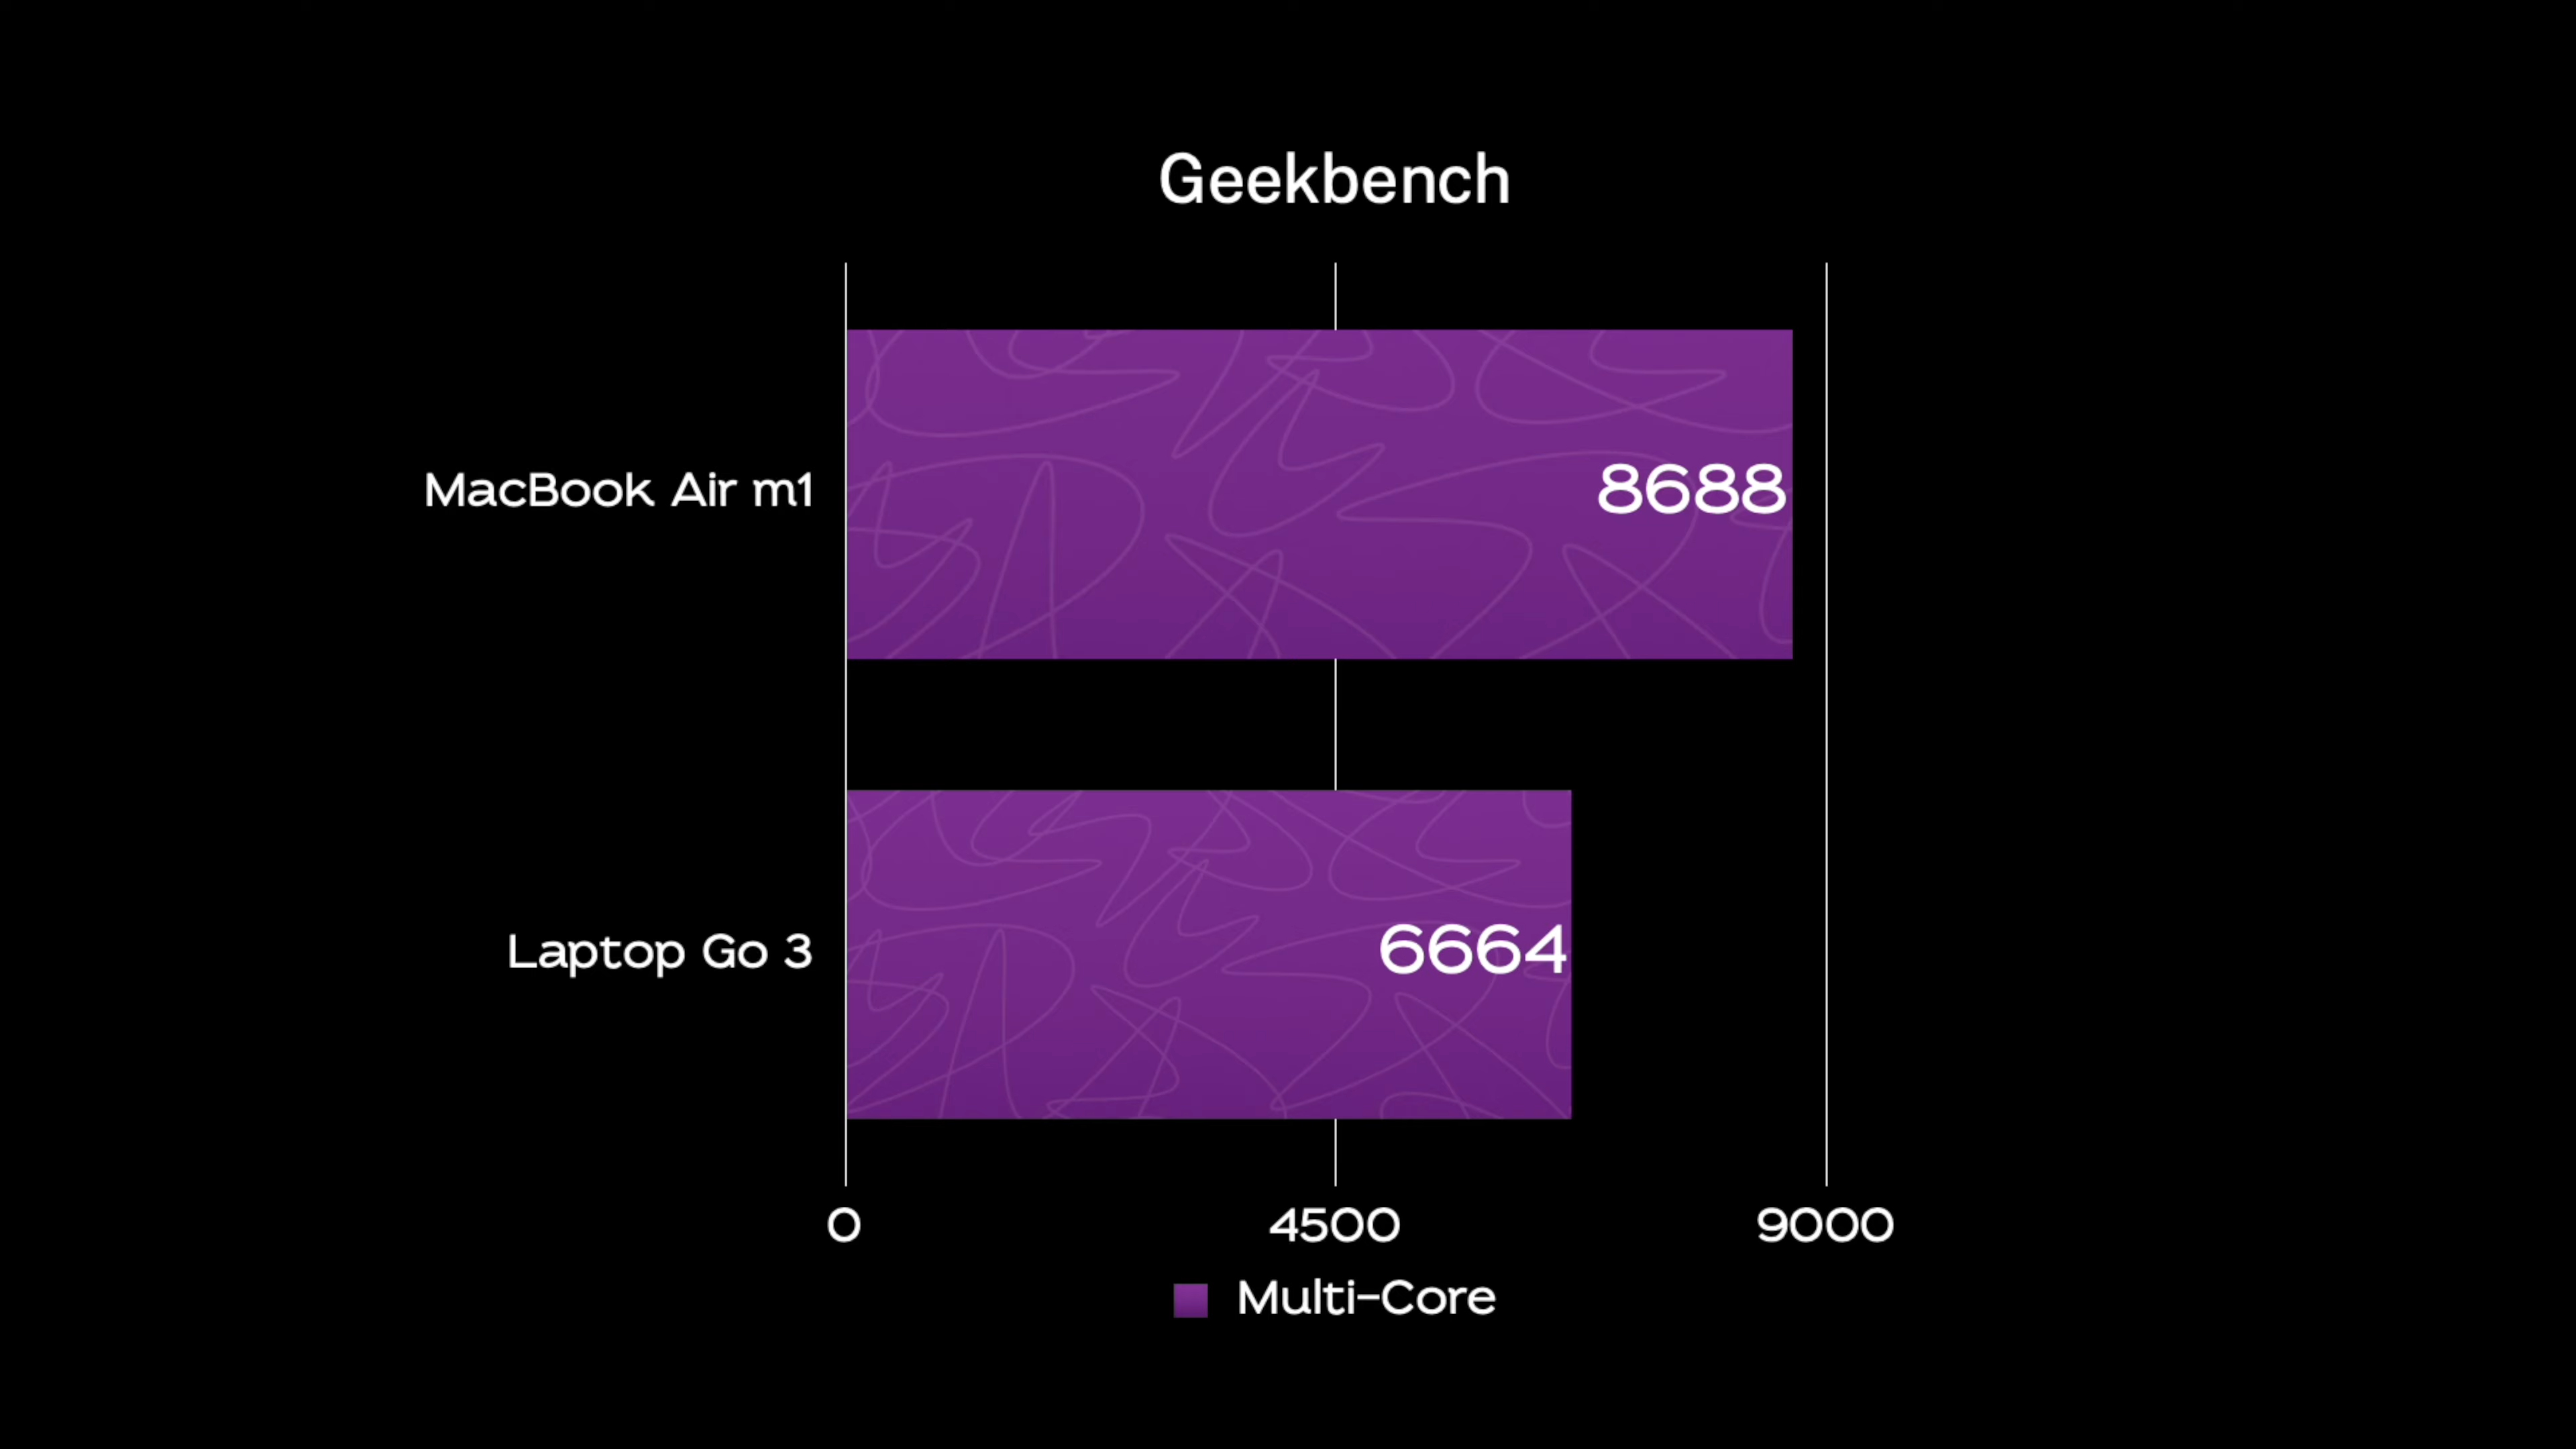 Geekbench
MacBook Air m1
8688
Laptop Go 3
6664
0
4500
9000
Multi-Core